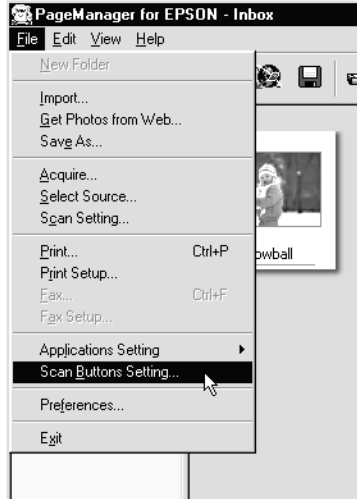 PageManager for EPSON - Inbox
File Edit View Help
New Folder
Import...
Get Photos from Web...
Save As...
Acquire...
Select Source...
Scan Setting...
Print... Ctrl+P
Print Setup...
Fax... Ctrl+F
Fax Setup...
Applications Setting
Scan Buttons Setting...
Preferences...
Exit
owball